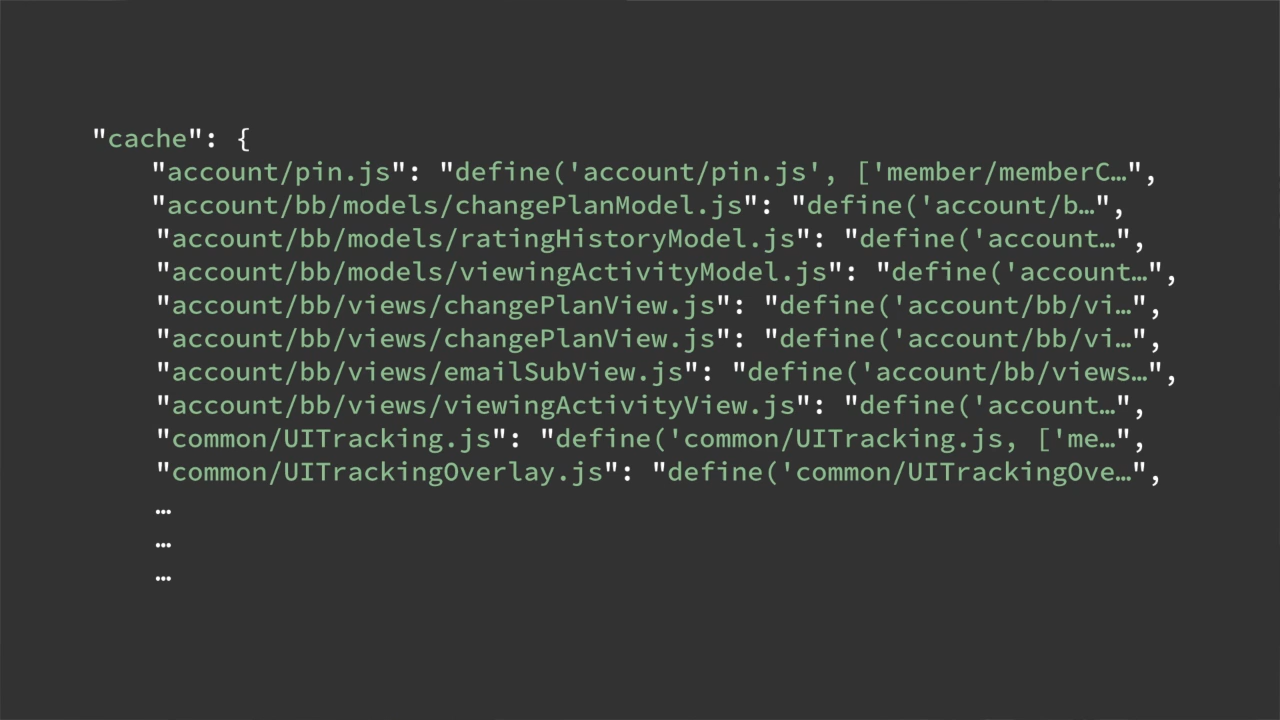 "cache": {
"account/pin.js": "define('account/pin.js', ['member/memberC…",
"account/bb/models/changePlanModel.js": "define('account/b…",
"account/bb/models/ratingHistoryModel.js": "define('account…",
"account/bb/models/viewingActivityModel.js": "define('account…",
"account/bb/views/changePlanView.js": "define('account/bb/vi…",
"account/bb/views/changePlanView.js": "define('account/bb/vi…",
"account/bb/views/emailSubView.js": "define('account/bb/views…",
"account/bb/views/viewingActivityView.js": "define('account…",
"common/UITracking.js": "define('common/UITracking.js, ['me…",
"common/UITrackingOverlay.js": "define('common/UITrackingOve…",
…
…
…